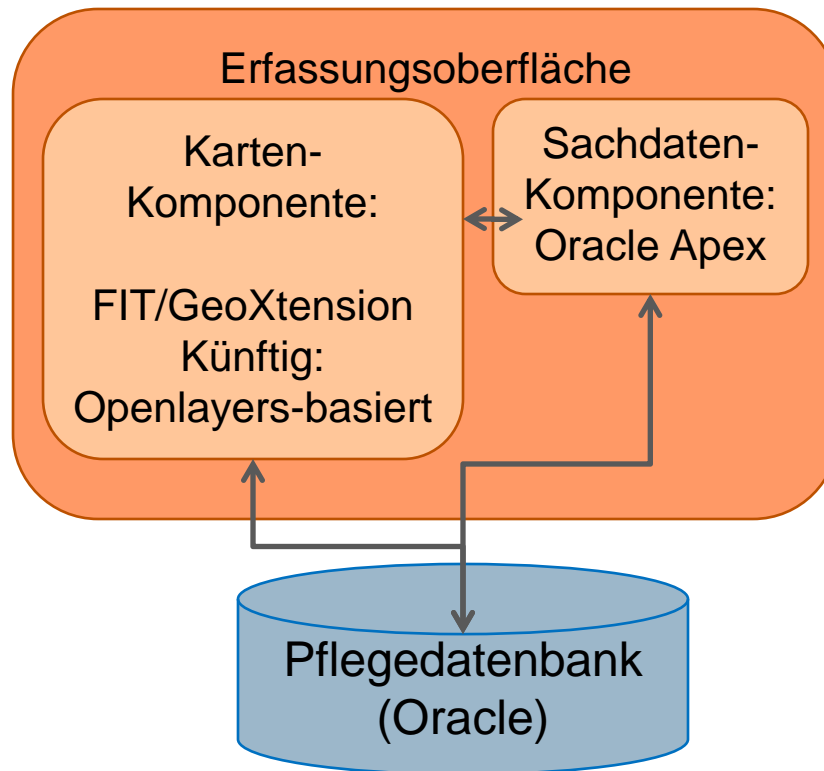 Erfassungsoberfläche
Karten-
Komponente:
FIT/GeoXtension
Künftig:
Openlayers-basiert
Sachdaten-
Komponente:
Oracle Apex
Pflegedatenbank
(Oracle)